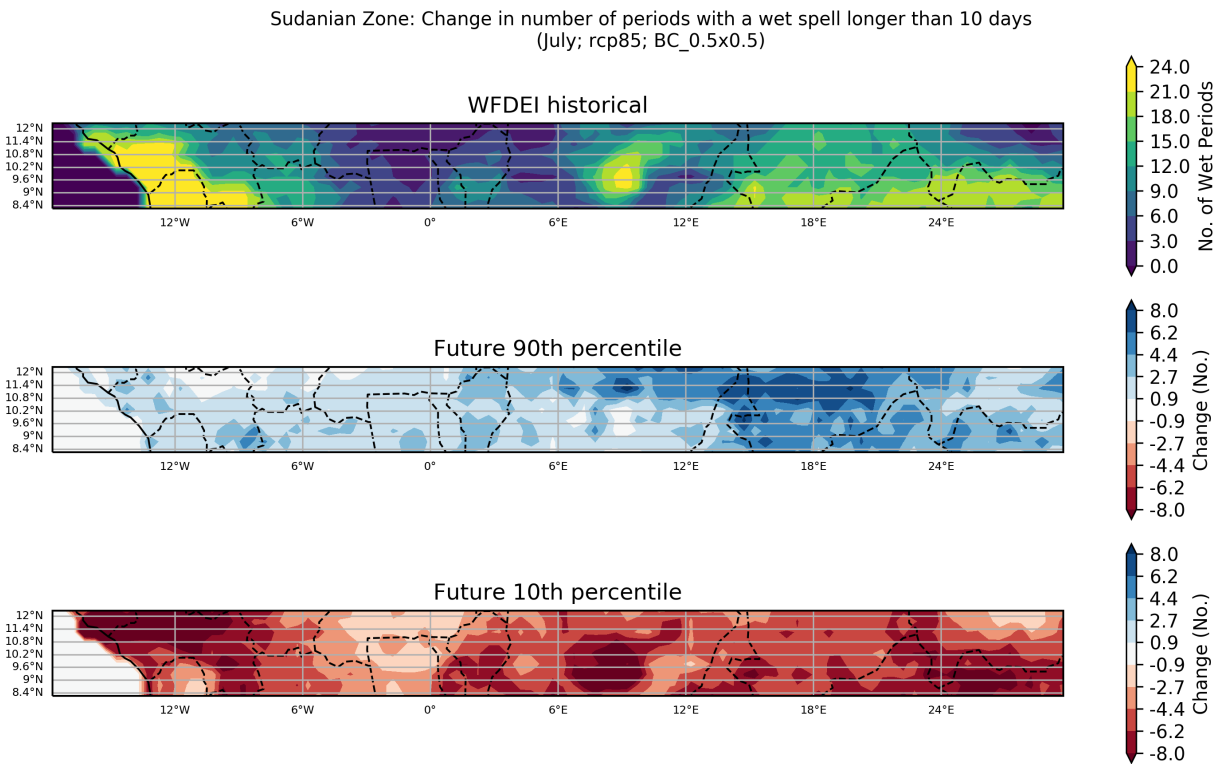 Sudanian Zone: Change in number of periods with a wet spell longer than 10 days
(July; rcp85; BC_0.5x0.5)
WFDEI historical
12°N
11.4°N
10.8°N
10.2°N
9.6°N
9°N
8.4°N
12°W
6°W
0°
6°E
12°E
18°E
24°E
24.0
21.0
18.0
15.0
12.0
9.0
6.0
3.0
0.0
No. of Wet Periods
Future 90th percentile
12°N
11.4°N
10.8°N
10.2°N
9.6°N
9°N
8.4°N
12°W
6°W
0°
6°E
12°E
18°E
24°E
8.0
6.2
4.4
2.7
0.9
-0.9
-2.7
-4.4
-6.2
-8.0
Change (No.)
Future 10th percentile
12°N
11.4°N
10.8°N
10.2°N
9.6°N
9°N
8.4°N
12°W
6°W
0°
6°E
12°E
18°E
24°E
8.0
6.2
4.4
2.7
0.9
-0.9
-2.7
-4.4
-6.2
-8.0
Change (No.)